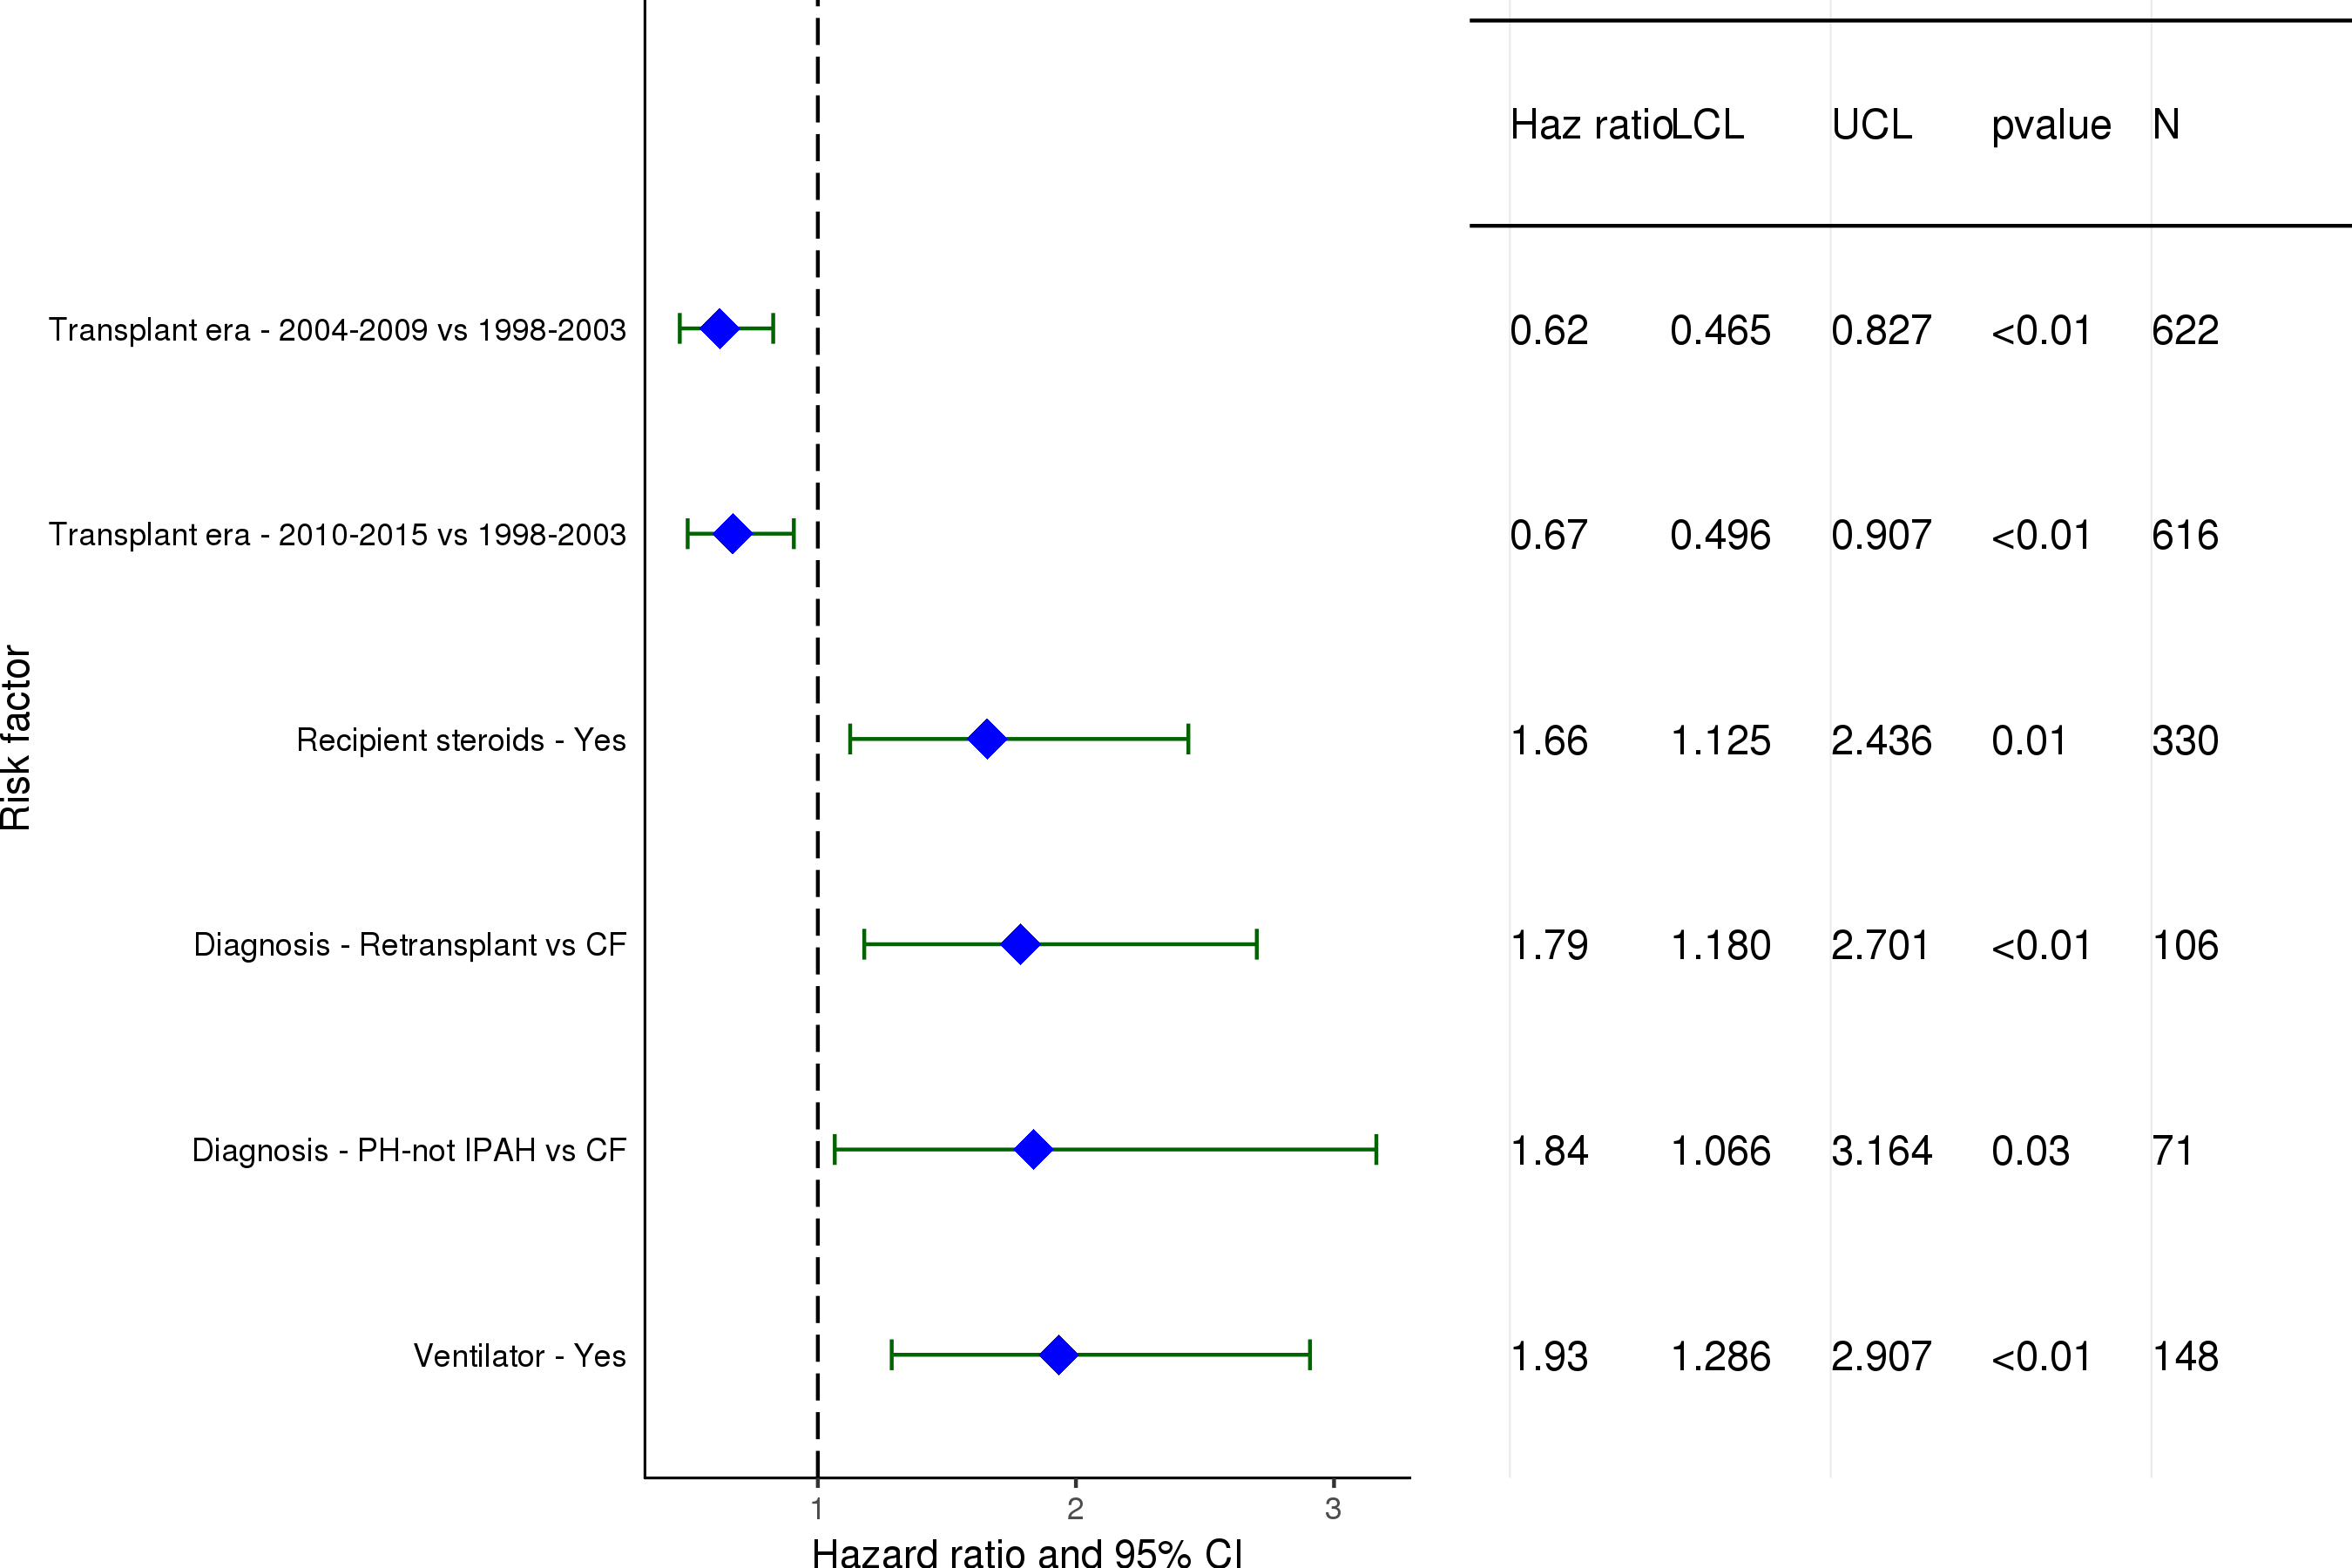 Haz ratio LCL UCL pvalue N
Transplant era - 2004-2009 vs 1998-2003 0.62 0.465 0.827 <0.01 622
Transplant era - 2010-2015 vs 1998-2003 0.67 0.496 0.907 <0.01 616
Recipient steroids - Yes 1.66 1.125 2.436 0.01 330
Diagnosis - Retransplant vs CF 1.79 1.180 2.701 <0.01 106
Diagnosis - PH-not IPAH vs CF 1.84 1.066 3.164 0.03 71
Ventilator - Yes 1.93 1.286 2.907 <0.01 148
Risk factor
1 2 3
Hazard ratio and 95% CI